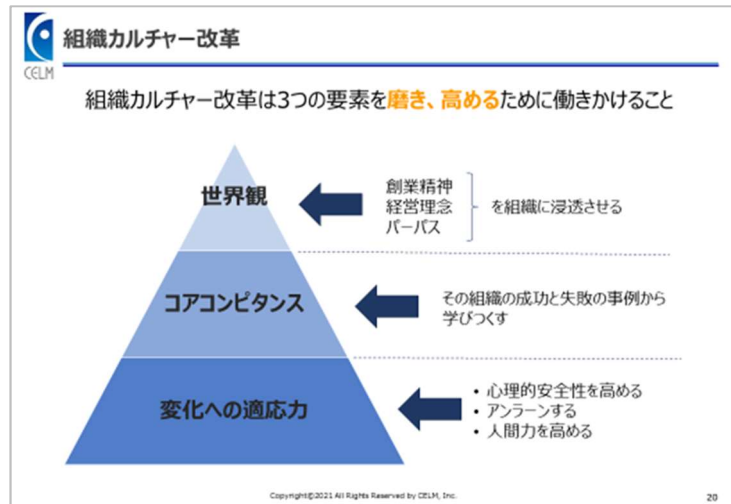 CELM
組織カルチャー改革
組織カルチャー改革は3つの要素を磨き、高めるために働きかけること
世界観
創業精神
経営理念
パーパス
を組織に浸透させる
コアコンピタンス
その組織の成功と失敗の事例から
学びつくす
変化への適応力
• 心理的安全性を高める
• アンラーンする
• 人間力を高める
Copyright©2021 All Rights Reserved by CELM, Inc.
20